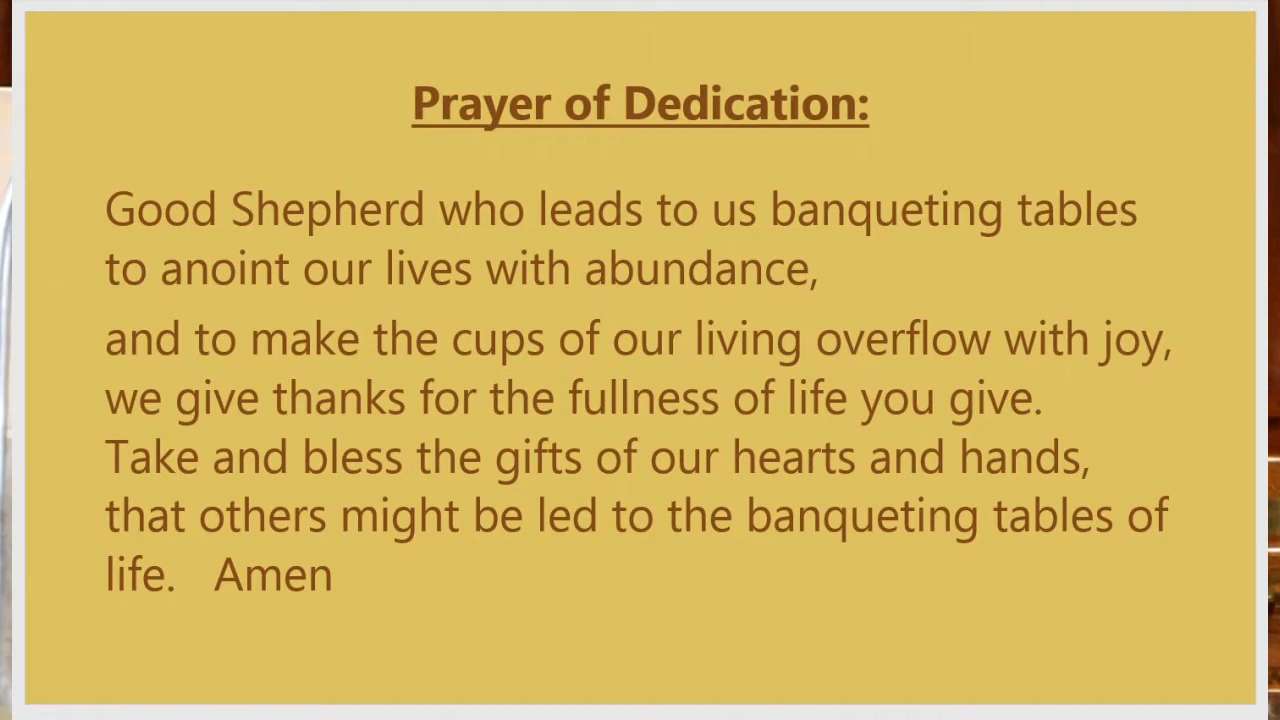 Prayer of Dedication:
Good Shepherd who leads to us banqueting tables
to anoint our lives with abundance,
and to make the cups of our living overflow with joy,
we give thanks for the fullness of life you give.
Take and bless the gifts of our hearts and hands,
that others might be led to the banqueting tables of
life.   Amen